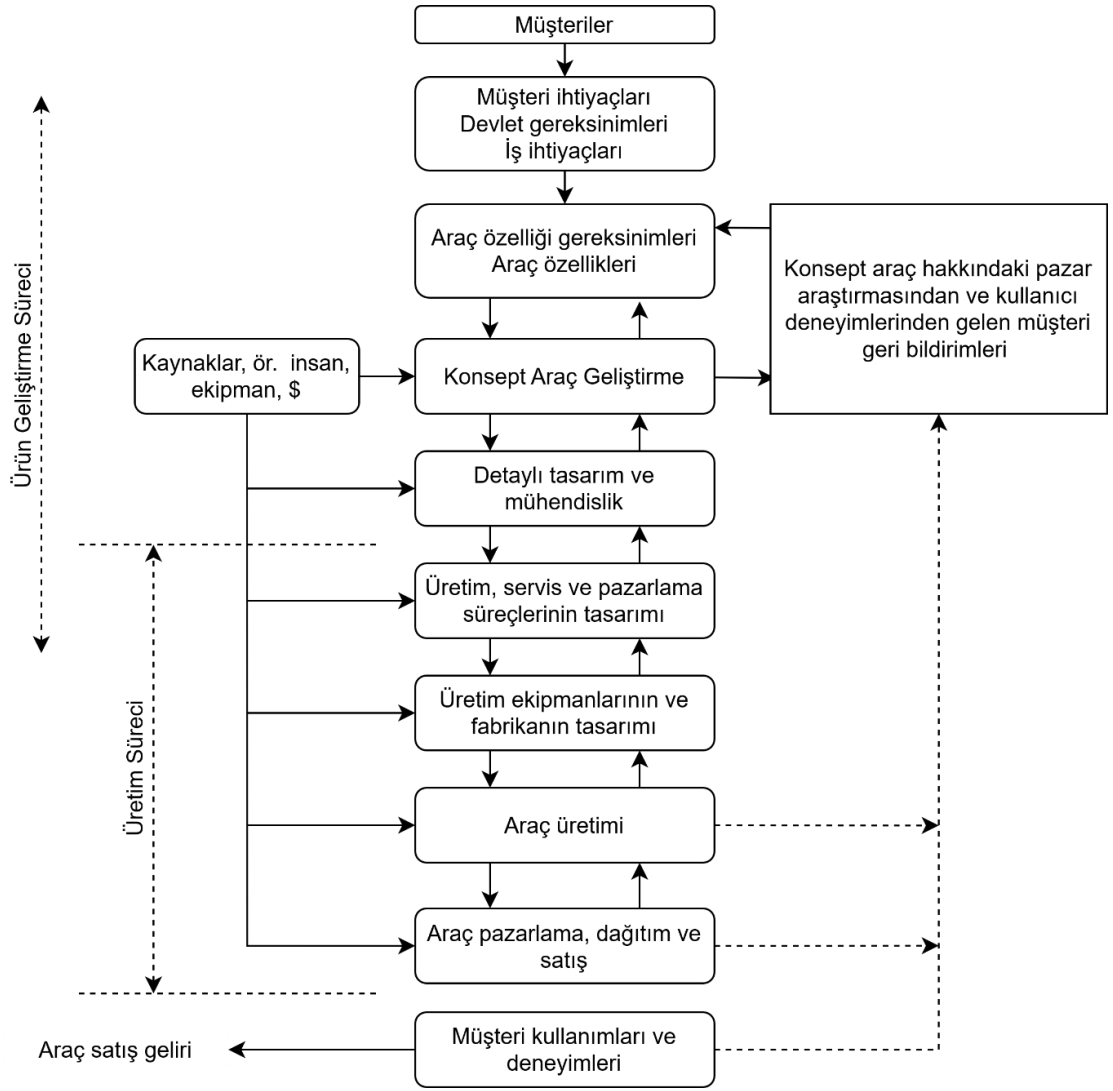 Müşteriler
Müşteri ihtiyaçları
Devlet gereksinimleri
İş ihtiyaçları
Araç özelliği gereksinimleri
Araç özellikleri
Konsept araç hakkındaki pazar
araştırmasından ve kullanıcı
deneyimlerinden gelen müşteri
geri bildirimleri
Ürün Geliştirme Süreci
Kaynaklar, ör.  insan,
ekipman, $
Konsept Araç Geliştirme
Detaylı tasarım ve
mühendislik
Üretim, servis ve pazarlama
süreçlerinin tasarımı
Üretim ekipmanlarının ve
fabrikanın tasarımı
Üretim Süreci
Araç üretimi
Araç pazarlama, dağıtım ve
satış
Müşteri kullanımları ve
deneyimleri
Araç satış geliri